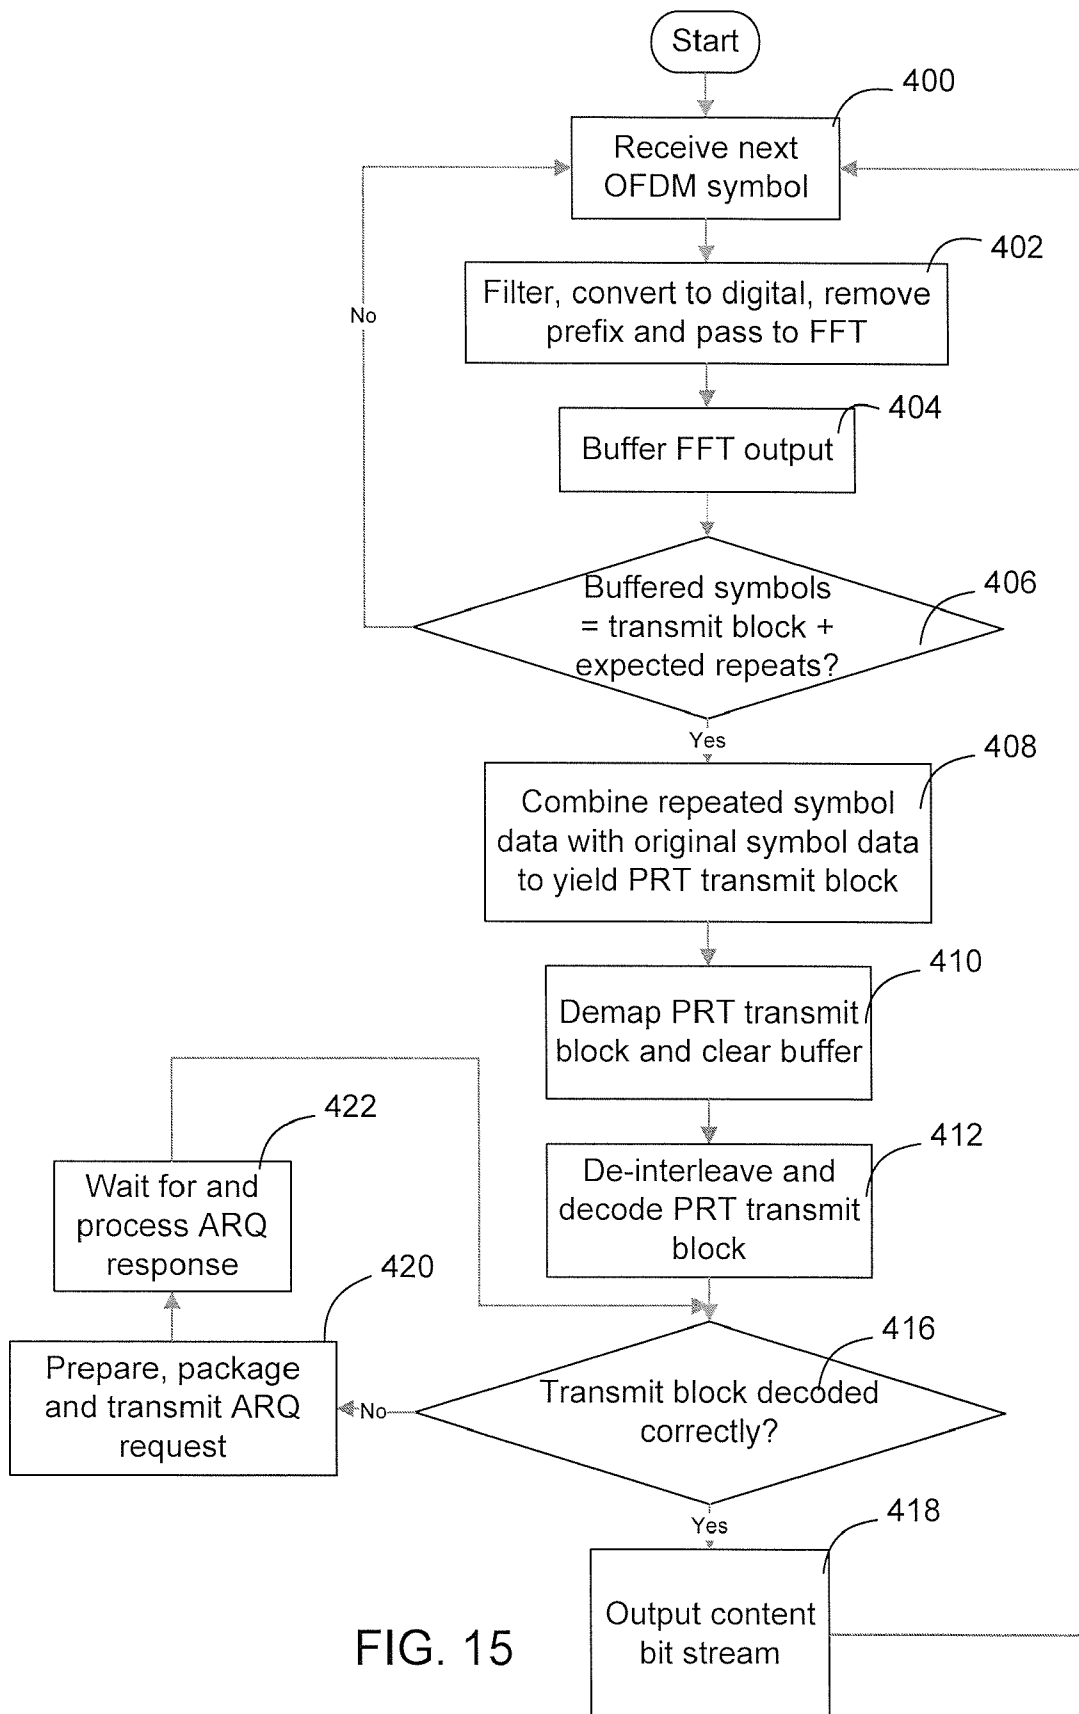 Start
400
Receive next
OFDM symbol
402
Filter, convert to digital, remove
prefix and pass to FFT
No
404
Buffer FFT output
406
Buffered symbols
= transmit block +
expected repeats?
Yes
408
Combine repeated symbol
data with original symbol data
to yield PRT transmit block
410
Demap PRT transmit
block and clear buffer
422
Wait for and
process ARQ
response
412
De-interleave and
decode PRT transmit
block
420
Prepare, package
and transmit ARQ
request
No
416
Transmit block decoded
correctly?
Yes
418
Output content
bit stream
FIG. 15